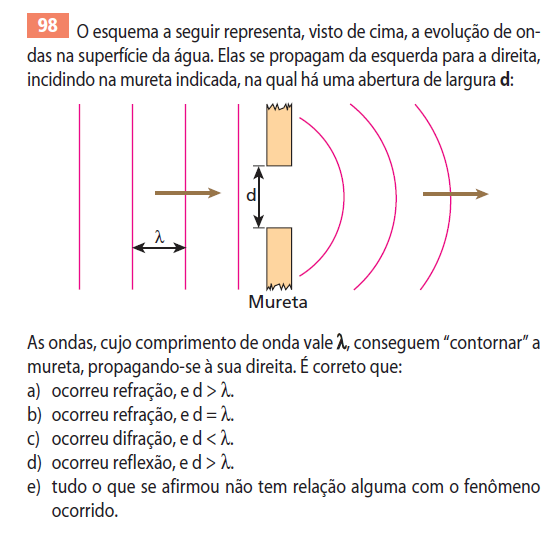 98 O esquema a seguir representa, visto de cima, a evolução de on-
das na superfície da água. Elas se propagam da esquerda para a direita,
incidindo na mureta indicada, na qual há uma abertura de largura d:
d
λ
Mureta
As ondas, cujo comprimento de onda vale λ, conseguem “contornar” a
mureta, propagando-se à sua direita. É correto que:
a) ocorreu refração, e d > λ.
b) ocorreu refração, e d = λ.
c) ocorreu difração, e d < λ.
d) ocorreu reflexão, e d > λ.
e) tudo o que se afirmou não tem relação alguma com o fenômeno
ocorrido.